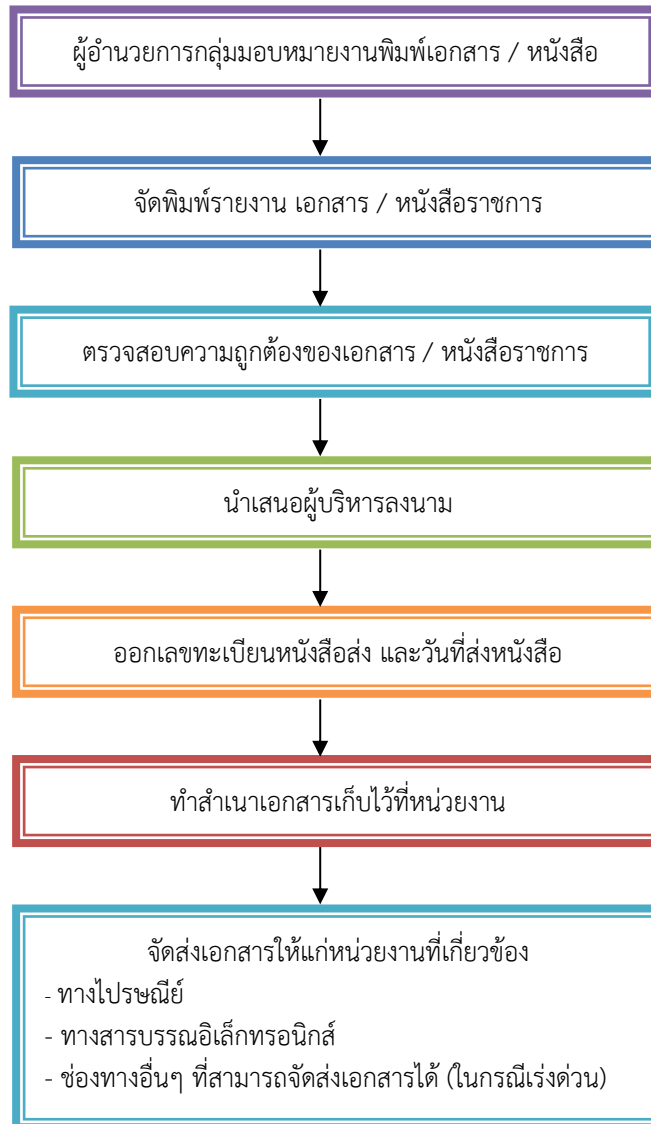 ผู้อำนวยการกลุ่มมอบหมายงานพิมพ์เอกสาร / หนังสือ
จัดพิมพ์รายงาน เอกสาร / หนังสือราชการ
ตรวจสอบความถูกต้องของเอกสาร / หนังสือราชการ
นำเสนอผู้บริหารลงนาม
ออกเลขทะเบียนหนังสือส่ง และวันที่ส่งหนังสือ
ทำสำเนาเอกสารเก็บไว้ที่หน่วยงาน
จัดส่งเอกสารให้แก่หน่วยงานที่เกี่ยวข้อง
- ทางไปรษณีย์
- ทางสารบรรณอิเล็กทรอนิกส์
- ช่องทางอื่นๆ ที่สามารถจัดส่งเอกสารได้ (ในกรณีเร่งด่วน)